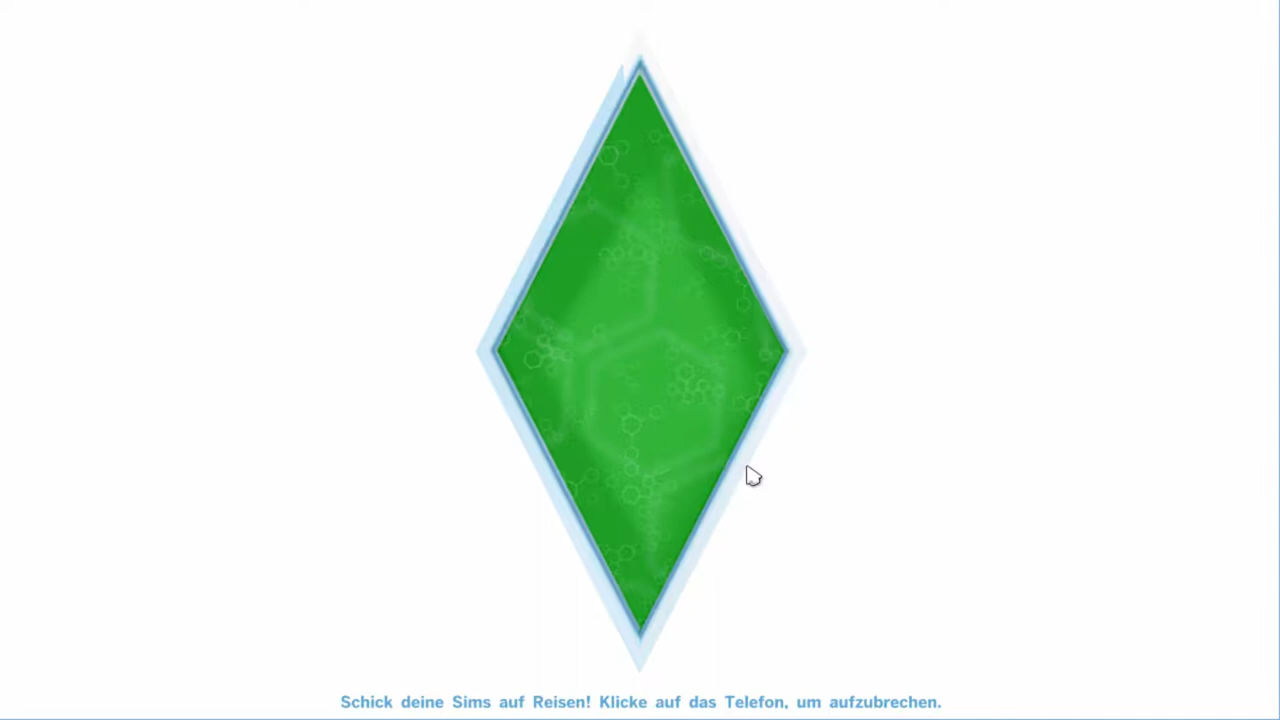 Schick deine Sims auf Reisen! Klicke auf das Telefon, um aufzubrechen.